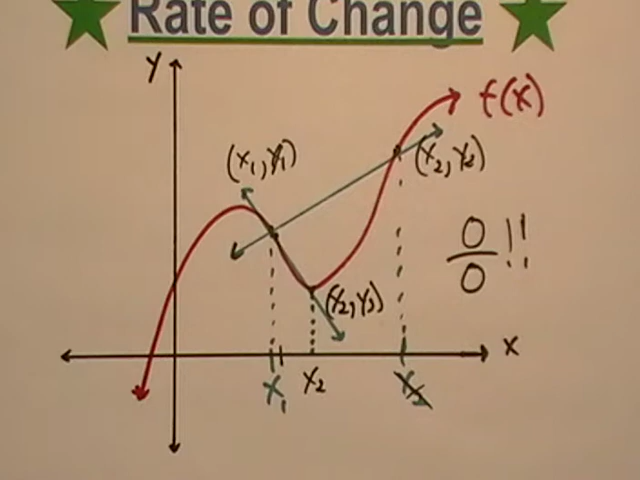 Rate of Change
y
f(x)
(x₁, y₁)
(x₂, y₂)
0
0 !!
(x₂, y₂)
x
x₁
x₂
x₂